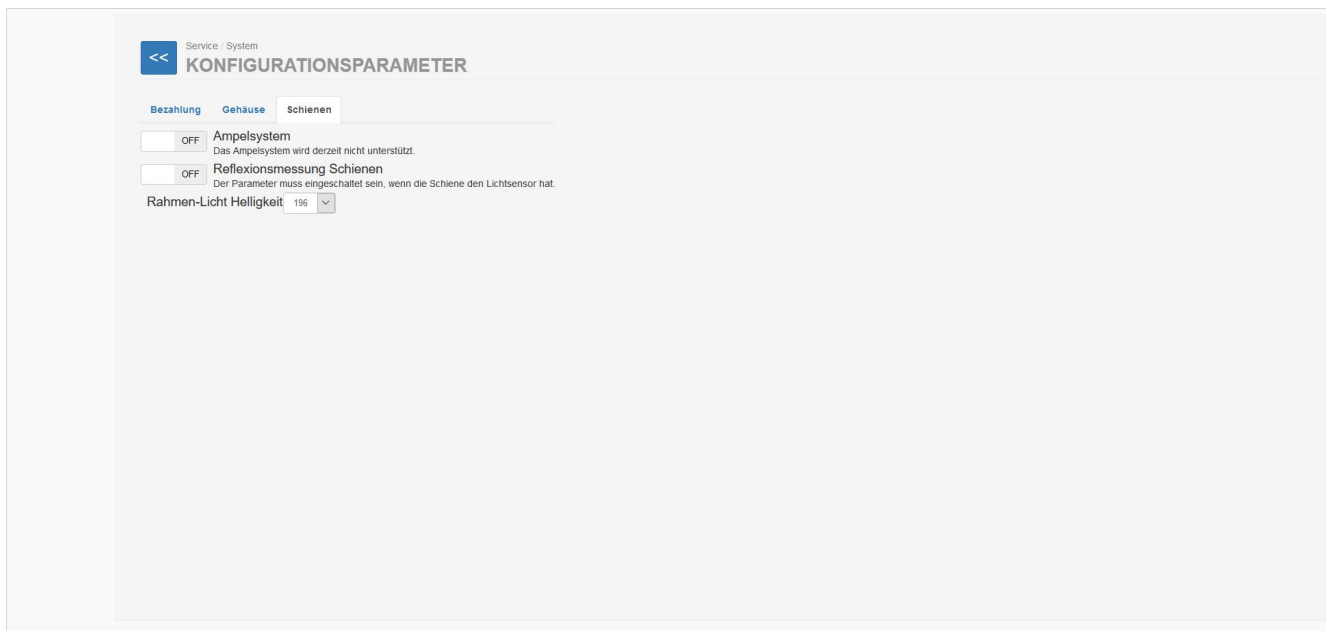 <<
Service / System
KONFIGURATIONSPARAMETER
Bezahlung Gehäuse Schienen
OFF Ampelsystem
Das Ampelsystem wird derzeit nicht unterstützt.
OFF Reflexionsmessung Schienen
Der Parameter muss eingeschaltet sein, wenn die Schiene den Lichtsensor hat.
Rahmen-Licht Helligkeit 196